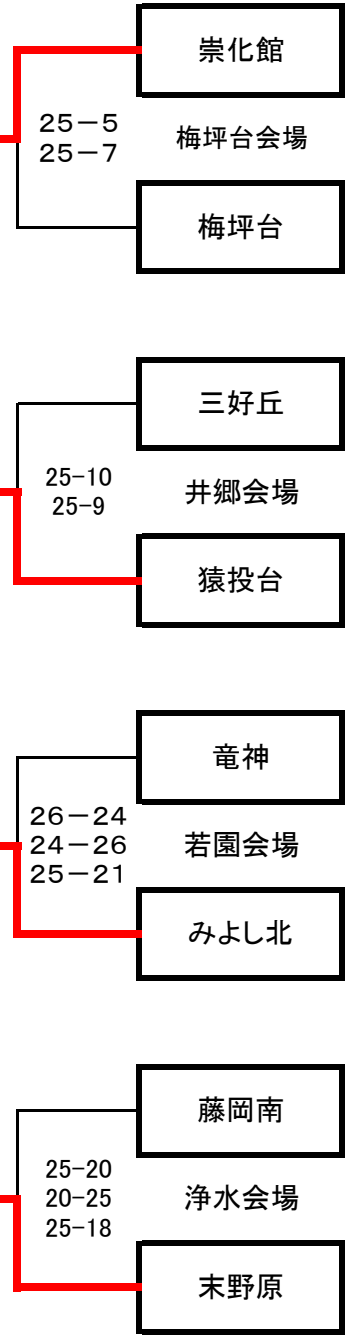 崇化館
25－5
25－7
梅坪台会場
梅坪台
三好丘
25-10
25-9
井郷会場
猿投台
竜神
26－24
24－26
25－21
若園会場
みよし北
藤岡南
25-20
20-25
25-18
浄水会場
末野原